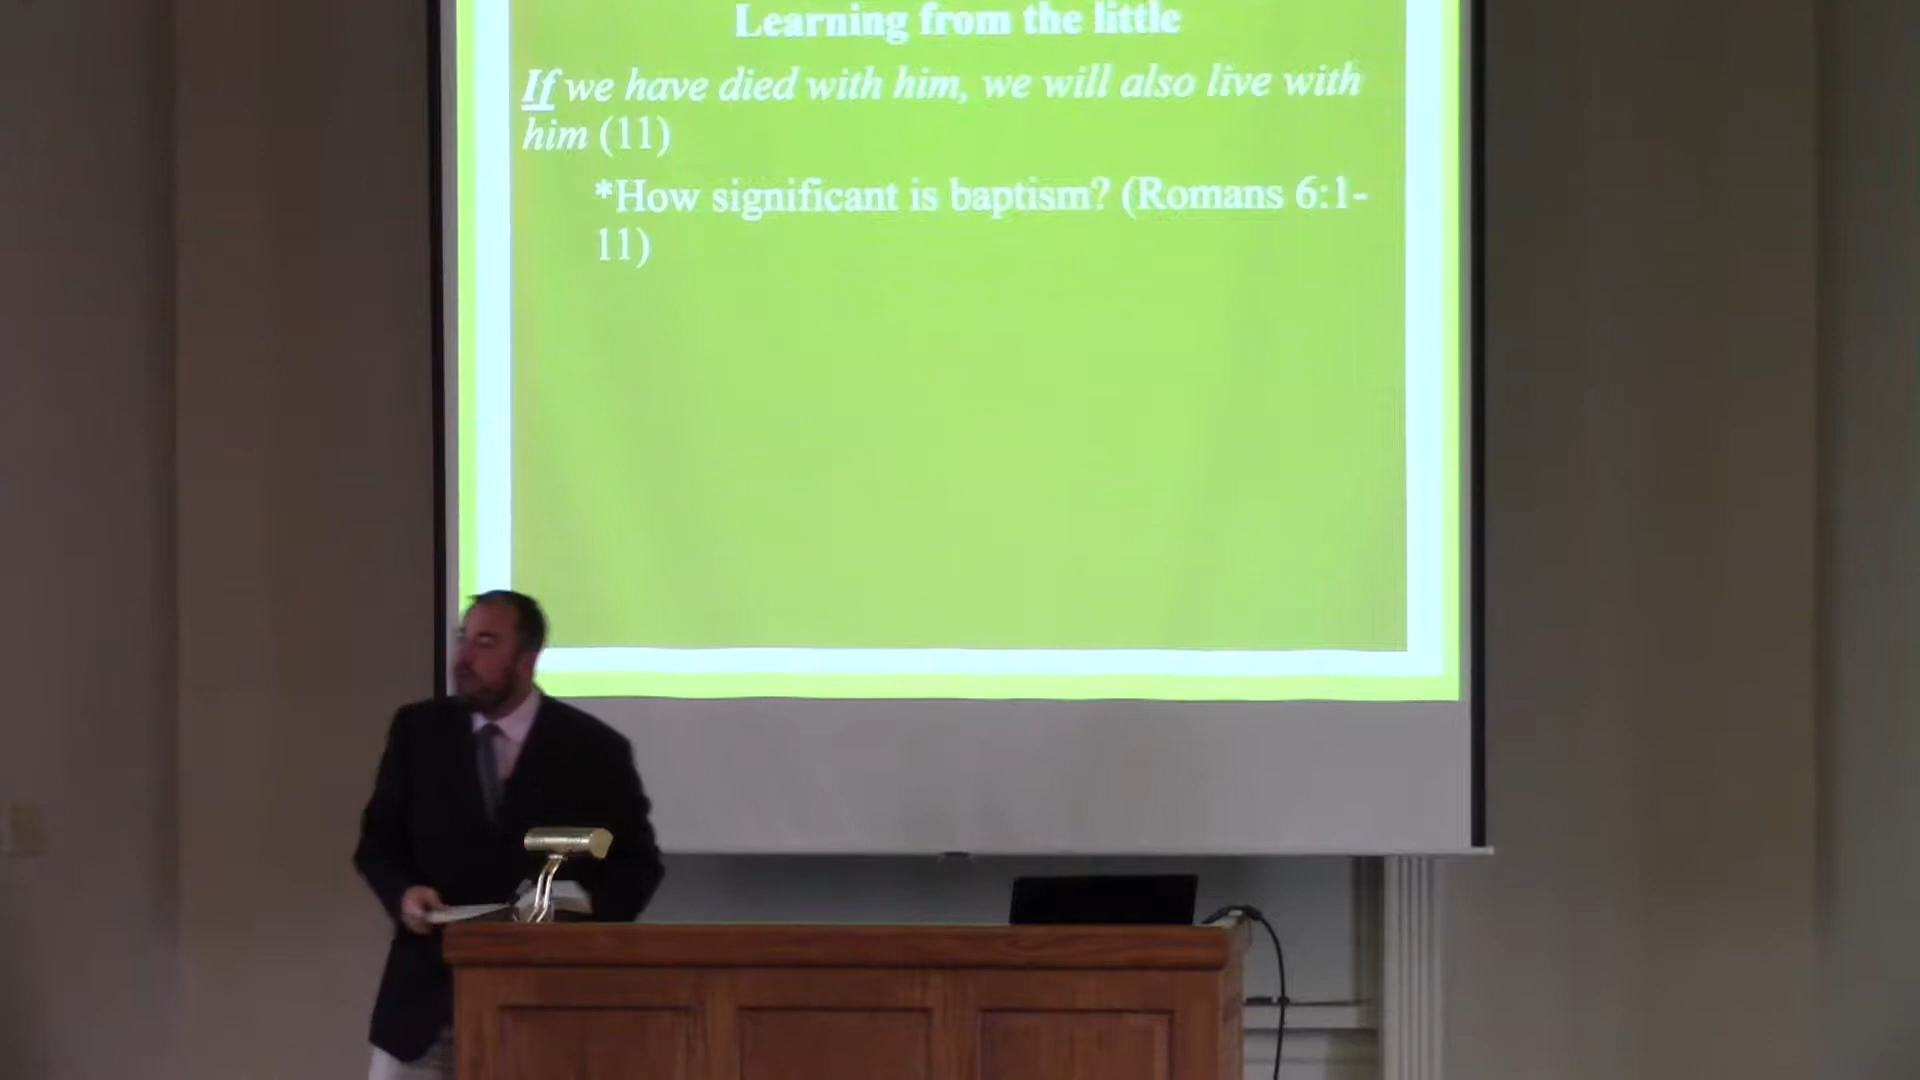 Learning from the little
If we have died with him, we will also live with
him (11)
*How significant is baptism? (Romans 6:1-
11)